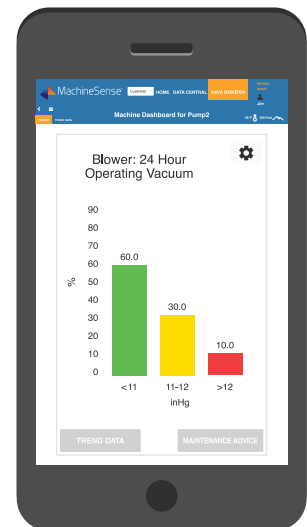 MachineSense® Customer HOME DATA CENTRAL DATA MONITOR
Machine Dashboard for Pump2
TREND DATA
Blower: 24 Hour
Operating Vacuum
90
80
70
60
50
40
30
20
10
0
%
60.0
30.0
10.0
<11 11-12 >12
inHg
TREND DATA MAINTENANCE ADVICE